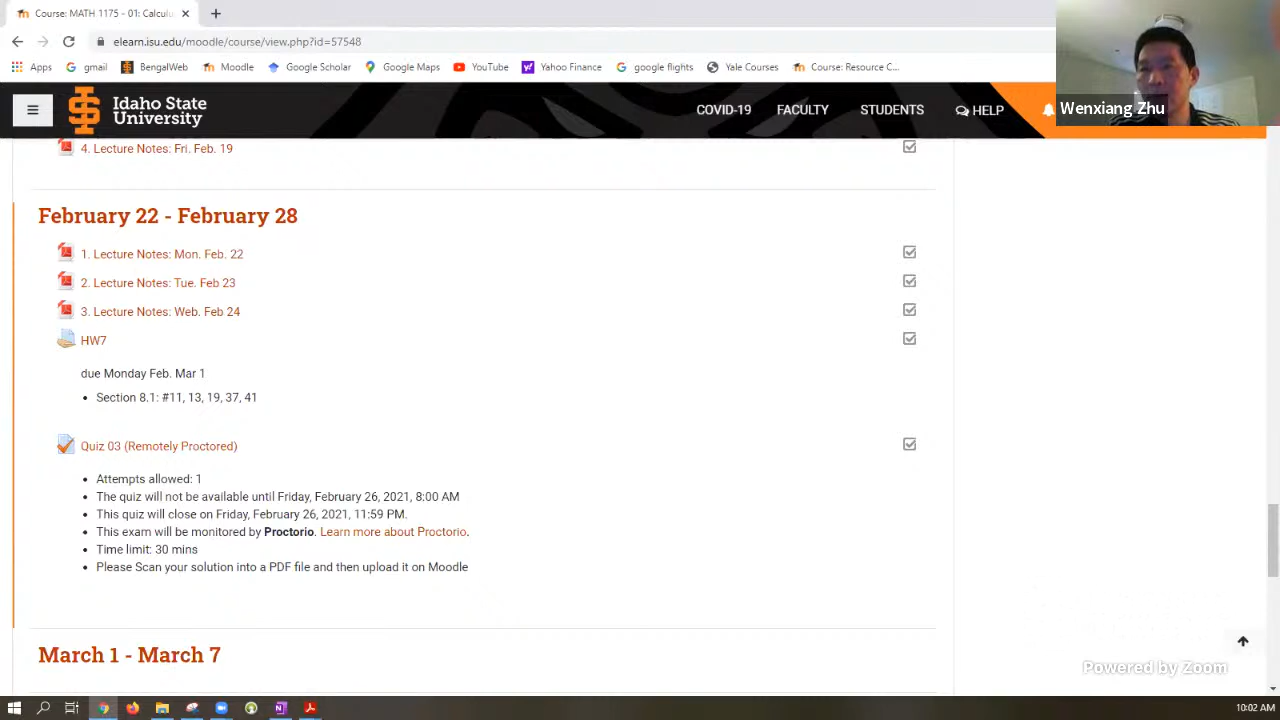 Course: MATH 1175 - 01: Calcul
elearn.isu.edu/moodle/course/view.php?id=57548
Apps gmail BengalWeb Moodle Google Scholar Google Maps YouTube Yahoo Finance google flights Yale Courses Course: Resource C...
Idaho State
University
COVID-19 FACULTY STUDENTS HELP
Wenxiang Zhu
4. Lecture Notes: Fri. Feb. 19
February 22 - February 28
1. Lecture Notes: Mon. Feb. 22
2. Lecture Notes: Tue. Feb 23
3. Lecture Notes: Web. Feb 24
HW7
due Monday Feb. Mar 1
• Section 8.1: #11, 13, 19, 37, 41
Quiz 03 (Remotely Proctored)
• Attempts allowed: 1
• The quiz will not be available until Friday, February 26, 2021, 8:00 AM
• This quiz will close on Friday, February 26, 2021, 11:59 PM.
• This exam will be monitored by Proctorio. Learn more about Proctorio.
• Time limit: 30 mins
• Please Scan your solution into a PDF file and then upload it on Moodle
March 1 - March 7
Powered by Zoom
10:02 AM